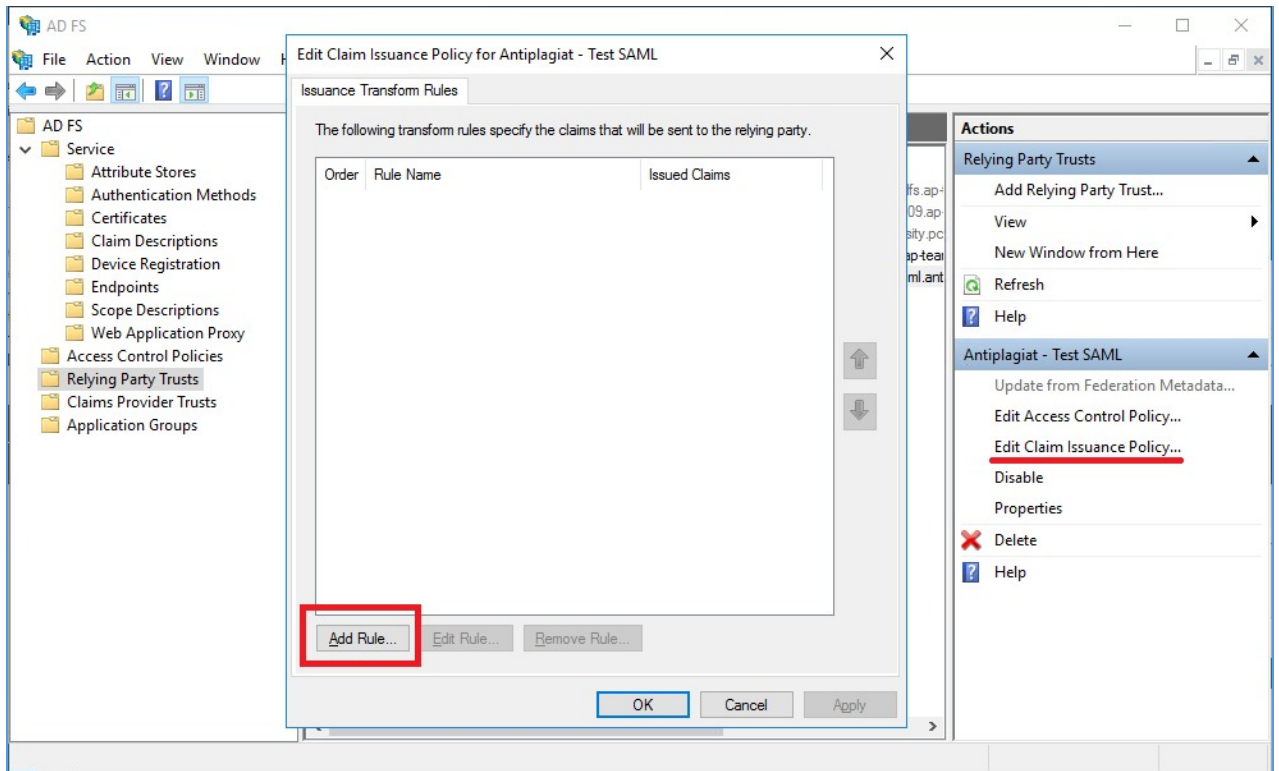 AD FS
File Action View Window
Edit Claim Issuance Policy for Antiplagiat - Test SAML
Issuance Transform Rules
The following transform rules specify the claims that will be sent to the relying party.
Order Rule Name Issued Claims
Add Rule... Edit Rule... Remove Rule...
OK Cancel Apply
AD FS
Service
Attribute Stores
Authentication Methods
Certificates
Claim Descriptions
Device Registration
Endpoints
Scope Descriptions
Web Application Proxy
Access Control Policies
Relying Party Trusts
Claims Provider Trusts
Application Groups
Actions
Relying Party Trusts
Add Relying Party Trust...
View
New Window from Here
Refresh
Help
Antiplagiat - Test SAML
Update from Federation Metadata...
Edit Access Control Policy...
Edit Claim Issuance Policy...
Disable
Properties
Delete
Help